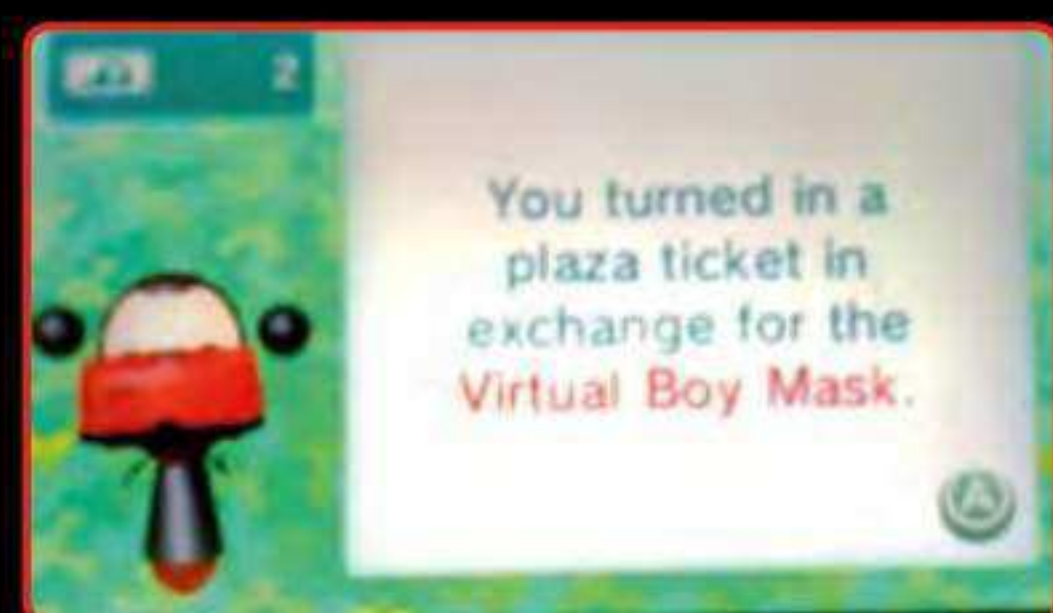 2
You turned in a
plaza ticket in
exchange for the
Virtual Boy Mask.
A